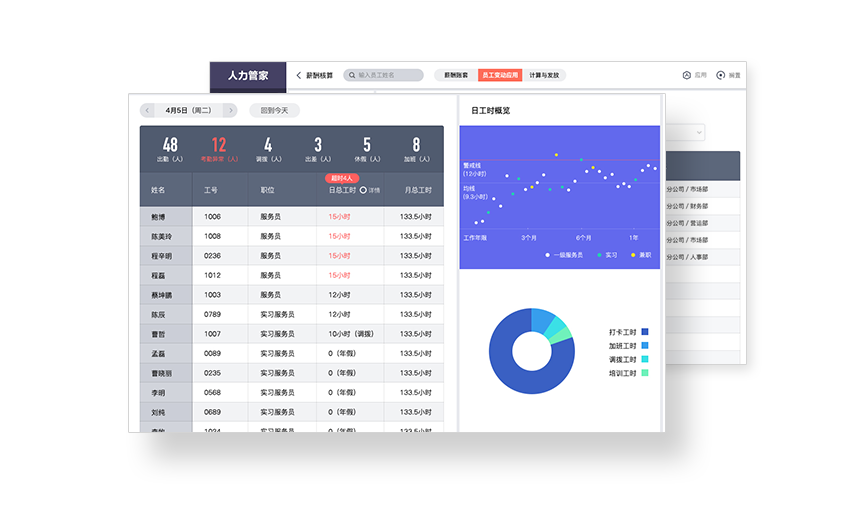 人力管家
薪酬核算
输入员工姓名
薪酬账套
员工变动应用
计算与发放
应用
4月5日（周二）
回到今天
48
12
4
3
5
8
出勤（人）
考勤异常（人）
调拨（人）
出差（人）
休假（人）
加班（人）
超时4人
姓名
工号
职位
日总工时
详情
月总工时
鲍博 1006 服务员 15小时 133.5小时
陈美玲 1008 服务员 15小时 133.5小时
程辛明 0236 服务员 15小时 133.5小时
程磊 1012 服务员 15小时 133.5小时
蔡坤鹏 1003 服务员 12小时 133.5小时
陈辰 0789 实习服务员 12小时 133.5小时
曹哲 1007 实习服务员 10小时（调拨） 133.5小时
孟磊 0089 实习服务员 0（年假） 133.5小时
曹晓丽 0235 实习服务员 0（年假） 133.5小时
李明 0568 实习服务员 0（年假） 133.5小时
刘纯 0689 实习服务员 0（年假） 133.5小时
1024 实习服务员 0（年假） 133.5小时
日工时概览
警戒线
(12小时)
均线
(9.3小时)
工作年限
3个月
6个月
1年
一级服务员
实习
兼职
打卡工时
加班工时
调拨工时
培训工时
分公司 / 市场部
分公司 / 财务部
分公司 / 营运部
分公司 / 市场部
分公司 / 人事部